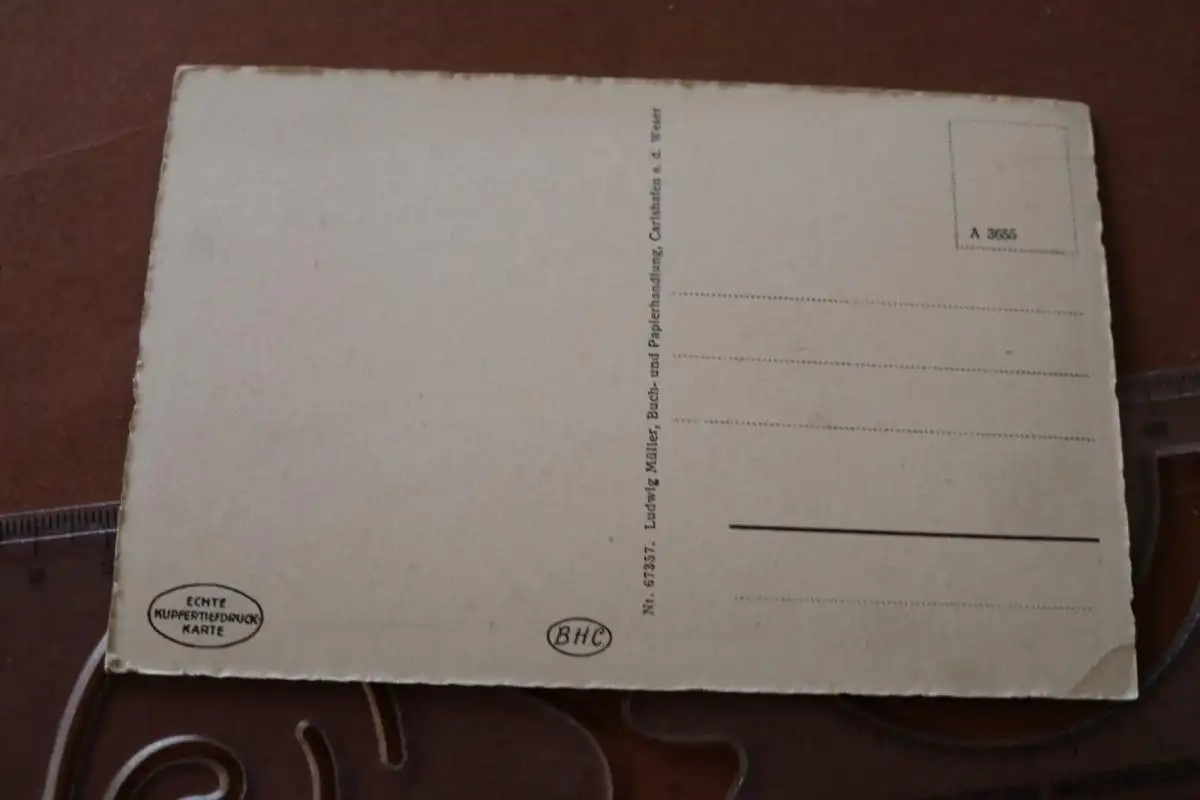 A 3655
Nr. 67357. Ludwig Müller, Buch- und Papierhandlung, Carlshafen a. d. Weser
ECHTE
KUPFERTIEFDRUCK-
KARTE
BHC